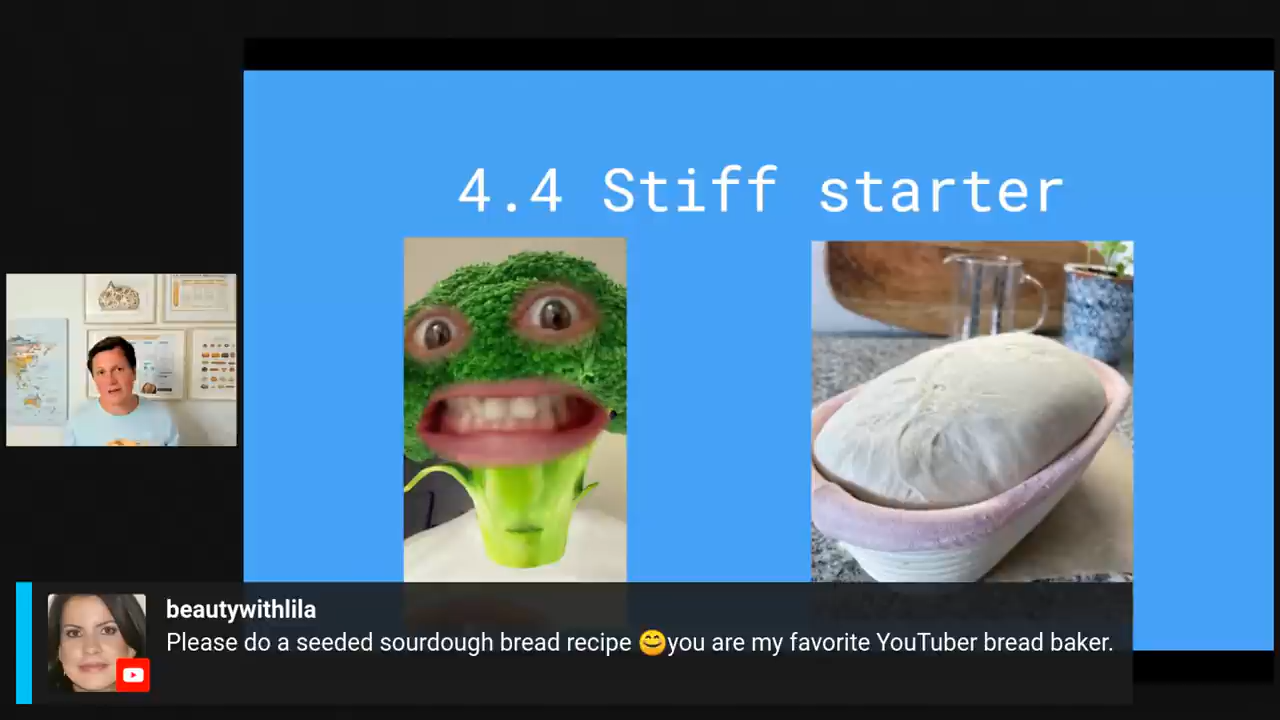 4.4 Stiff starter
beautywithlila
Please do a seeded sourdough bread recipe 😊you are my favorite YouTuber bread baker.